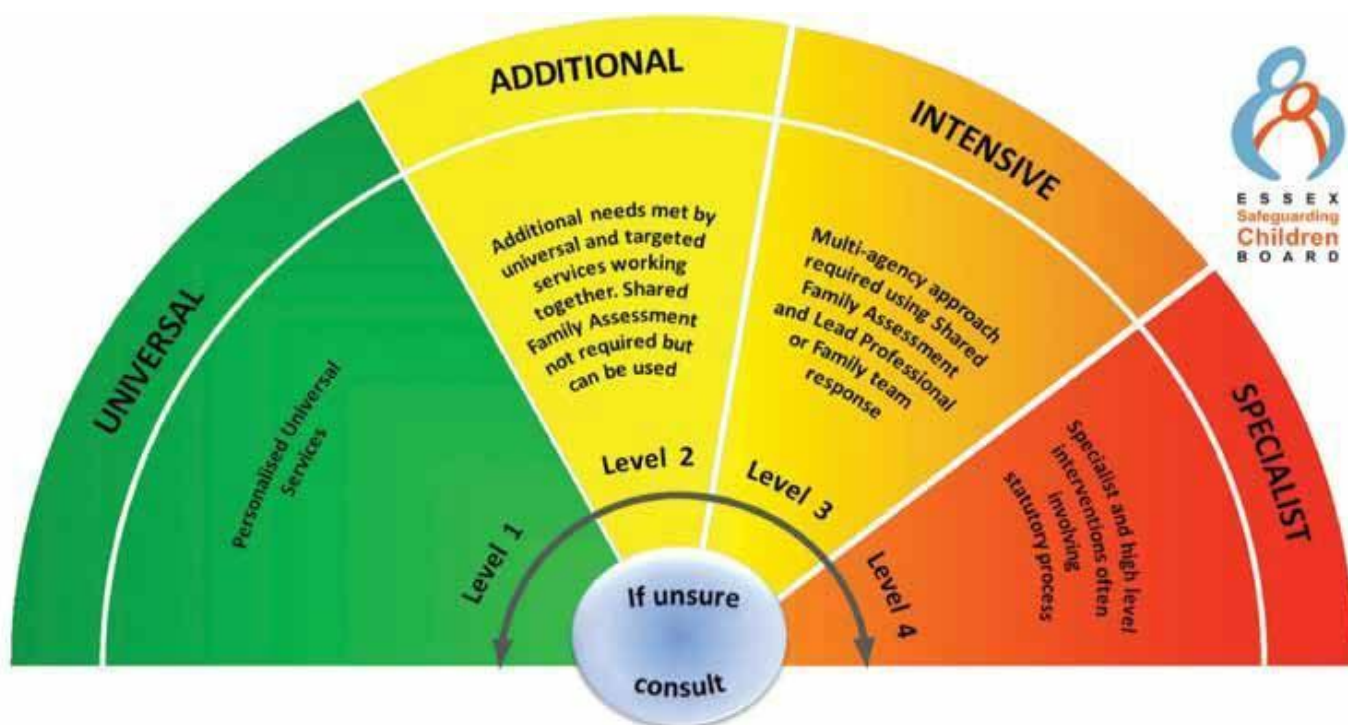 UNIVERSAL
Personalised Universal
Services
Level 1
ADDITIONAL
Additional needs met by
universal and targeted
services working
together. Shared
Family Assessment
not required but
can be used
Level 2
INTENSIVE
Multi-agency approach
required using Shared
Family Assessment
and Lead Professional
or Family team
response
Level 3
SPECIALIST
Specialist and high level
interventions often
involving
statutory process
Level 4
If unsure
consult
ESSEX
Safeguarding
Children
BOARD